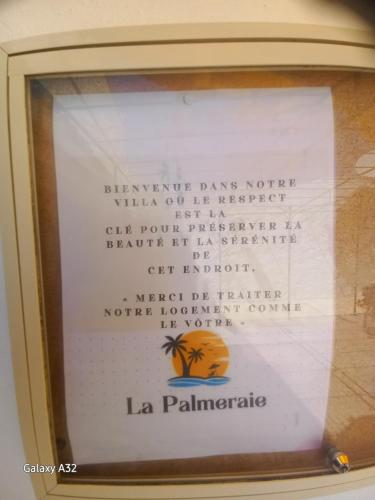 BIENVENUE DANS NOTRE
VILLA OÙ LE RESPECT
EST LA
CLÉ POUR PRÉSERVER LA
BEAUTÉ ET LA SÉRÉNITÉ
DE
CET ENDROIT.
« MERCI DE TRAITER
NOTRE LOGEMENT COMME
LE VÔTRE »
La Palmeraie
Galaxy A32